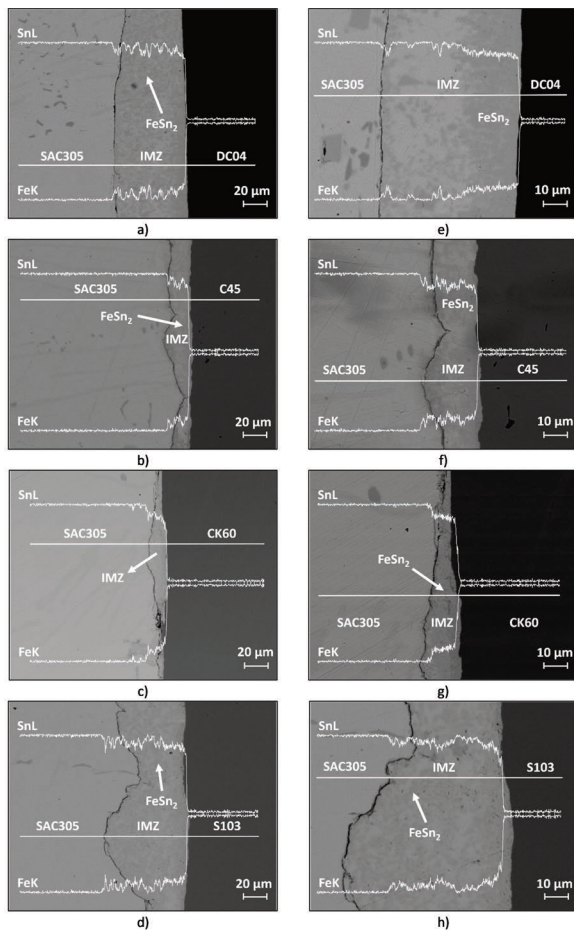 SnL
FeSn2
SAC305 IMZ DC04
FeK
20 µm
a)
SnL
SAC305 IMZ DC04
FeSn2
FeK
10 µm
e)
SnL
SAC305 C45
FeSn2
IMZ
FeK
20 µm
b)
SnL
FeSn2
SAC305 IMZ C45
FeK
10 µm
f)
SnL
SAC305 CK60
IMZ
FeK
20 µm
c)
SnL
FeSn2
SAC305 IMZ CK60
FeK
10 µm
g)
SnL
FeSn2
SAC305 IMZ S103
FeK
20 µm
d)
SnL
SAC305 IMZ S103
FeSn2
FeK
10 µm
h)